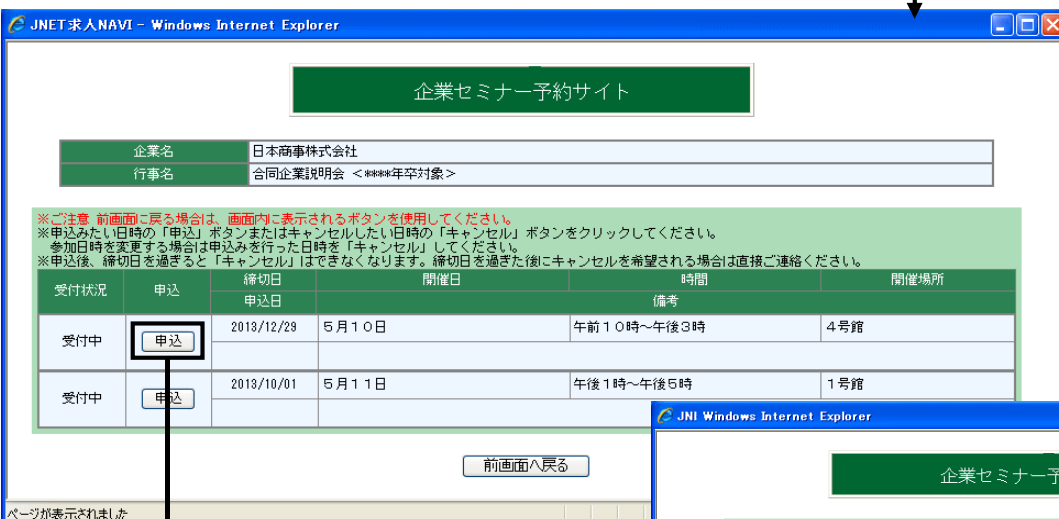 JNET求人NAVI - Windows Internet Explorer
企業セミナー予約サイト
企業名 日本商事株式会社
行事名 合同企業説明会 <****年卒対象>
※ご注意 前画面に戻る場合は、画面内に表示されるボタンを使用してください。
※申込みたい日時の「申込」ボタンまたはキャンセルしたい日時の「キャンセル」ボタンをクリックしてください。
参加日時を変更する場合は申込みを行った日時を「キャンセル」してください。
※申込後、締切日を過ぎると「キャンセル」はできなくなります。締切日を過ぎた後にキャンセルを希望される場合は直接ご連絡ください。
受付状況 申込 締切日 開催日 時間 開催場所
申込日 備考
受付中 申込 2013/12/29 5月10日 午前10時~午後3時 4号館
受付中 申込 2013/10/01 5月11日 午後1時~午後5時 1号館
前画面へ戻る
ページが表示されました
JNI Windows Internet Explorer
企業セミナー予